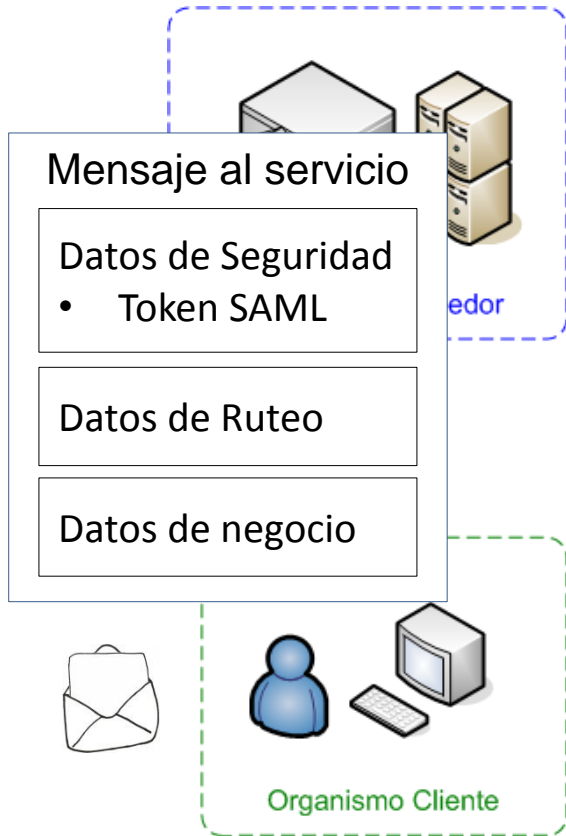 Mensaje al servicio
Datos de Seguridad
• Token SAML
edor
Datos de Ruteo
Datos de negocio
Organismo Cliente